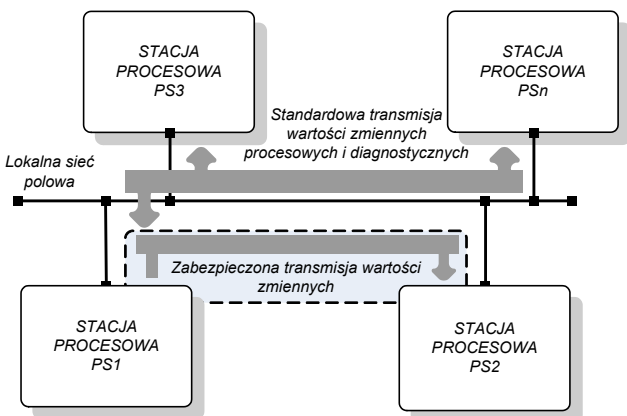 STACJA
PROCESOWA
PS3
STACJA
PROCESOWA
PSn
Standardowa transmisja
wartości zmiennych
procesowych i diagnostycznych
Lokalna sieć
polowa
Zabezpieczona transmisja wartości
zmiennych
STACJA
PROCESOWA
PS1
STACJA
PROCESOWA
PS2